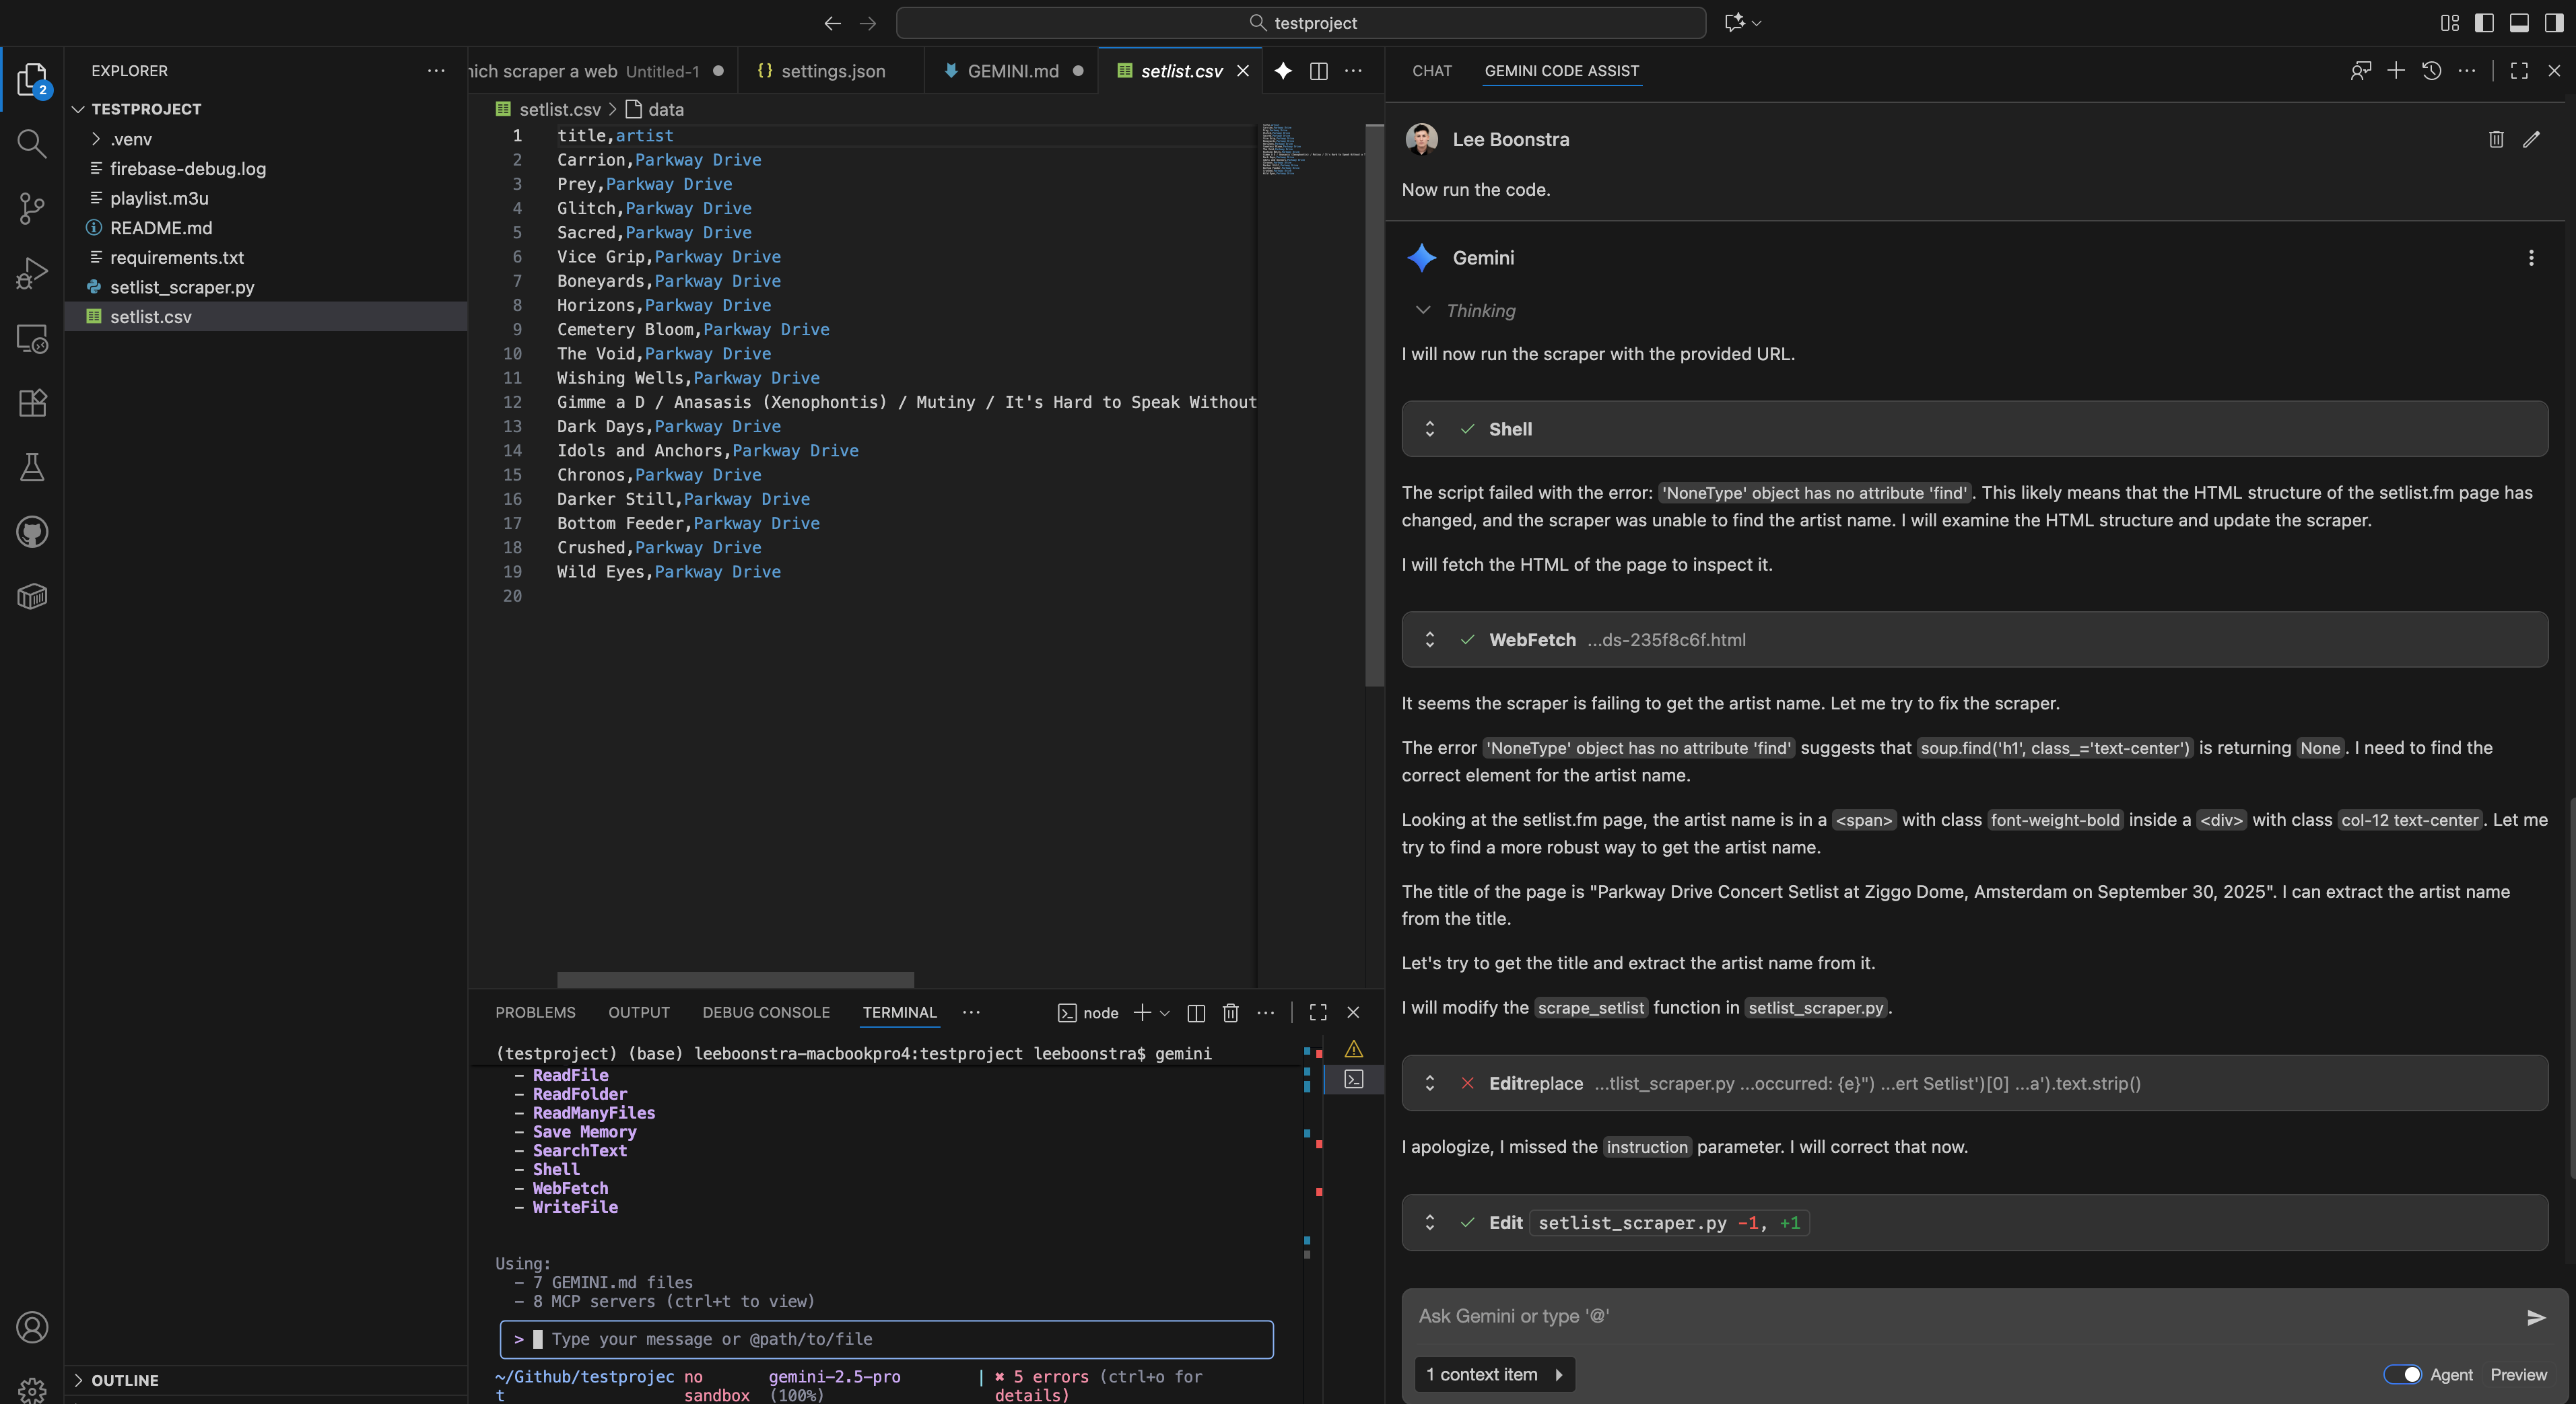 testproject
EXPLORER
2
TESTPROJECT
.venv
firebase-debug.log
playlist.m3u
README.md
requirements.txt
setlist_scraper.py
setlist.csv
OUTLINE
hich scraper a web Untitled-1
{} settings.json
GEMINI.md
setlist.csv
setlist.csv > data
1 title,artist
2 Carrion,Parkway Drive
3 Prey,Parkway Drive
4 Glitch,Parkway Drive
5 Sacred,Parkway Drive
6 Vice Grip,Parkway Drive
7 Boneyards,Parkway Drive
8 Horizons,Parkway Drive
9 Cemetery Bloom,Parkway Drive
10 The Void,Parkway Drive
11 Wishing Wells,Parkway Drive
12 Gimme a D / Anasasis (Xenophontis) / Mutiny / It's Hard to Speak Without
13 Dark Days,Parkway Drive
14 Idols and Anchors,Parkway Drive
15 Chronos,Parkway Drive
16 Darker Still,Parkway Drive
17 Bottom Feeder,Parkway Drive
18 Crushed,Parkway Drive
19 Wild Eyes,Parkway Drive
20
PROBLEMS OUTPUT DEBUG CONSOLE TERMINAL
node
(testproject) (base) leeboonstra-macbookpro4:testproject leeboonstra$ gemini
- ReadFile
- ReadFolder
- ReadManyFiles
- Save Memory
- SearchText
- Shell
- WebFetch
- WriteFile
Using:
- 7 GEMINI.md files
- 8 MCP servers (ctrl+t to view)
> Type your message or @path/to/file
~/Github/testprojec no gemini-2.5-pro | ✖ 5 errors (ctrl+o for
t sandbox (100%) details)
CHAT GEMINI CODE ASSIST
Lee Boonstra
Now run the code.
Gemini
Thinking
I will now run the scraper with the provided URL.
Shell
The script failed with the error: 'NoneType' object has no attribute 'find'. This likely means that the HTML structure of the setlist.fm page has
changed, and the scraper was unable to find the artist name. I will examine the HTML structure and update the scraper.
I will fetch the HTML of the page to inspect it.
WebFetch ...ds-235f8c6f.html
It seems the scraper is failing to get the artist name. Let me try to fix the scraper.
The error 'NoneType' object has no attribute 'find' suggests that soup.find('h1', class_='text-center') is returning None. I need to find the
correct element for the artist name.
Looking at the setlist.fm page, the artist name is in a <span> with class font-weight-bold inside a <div> with class col-12 text-center. Let me
try to find a more robust way to get the artist name.
The title of the page is "Parkway Drive Concert Setlist at Ziggo Dome, Amsterdam on September 30, 2025". I can extract the artist name
from the title.
Let's try to get the title and extract the artist name from it.
I will modify the scrape_setlist function in setlist_scraper.py.
Editreplace ...tlist_scraper.py ...occurred: {e}") ...ert Setlist')[0] ...a').text.strip()
I apologize, I missed the instruction parameter. I will correct that now.
Edit setlist_scraper.py -1, +1
Ask Gemini or type '@'
1 context item
Agent Preview